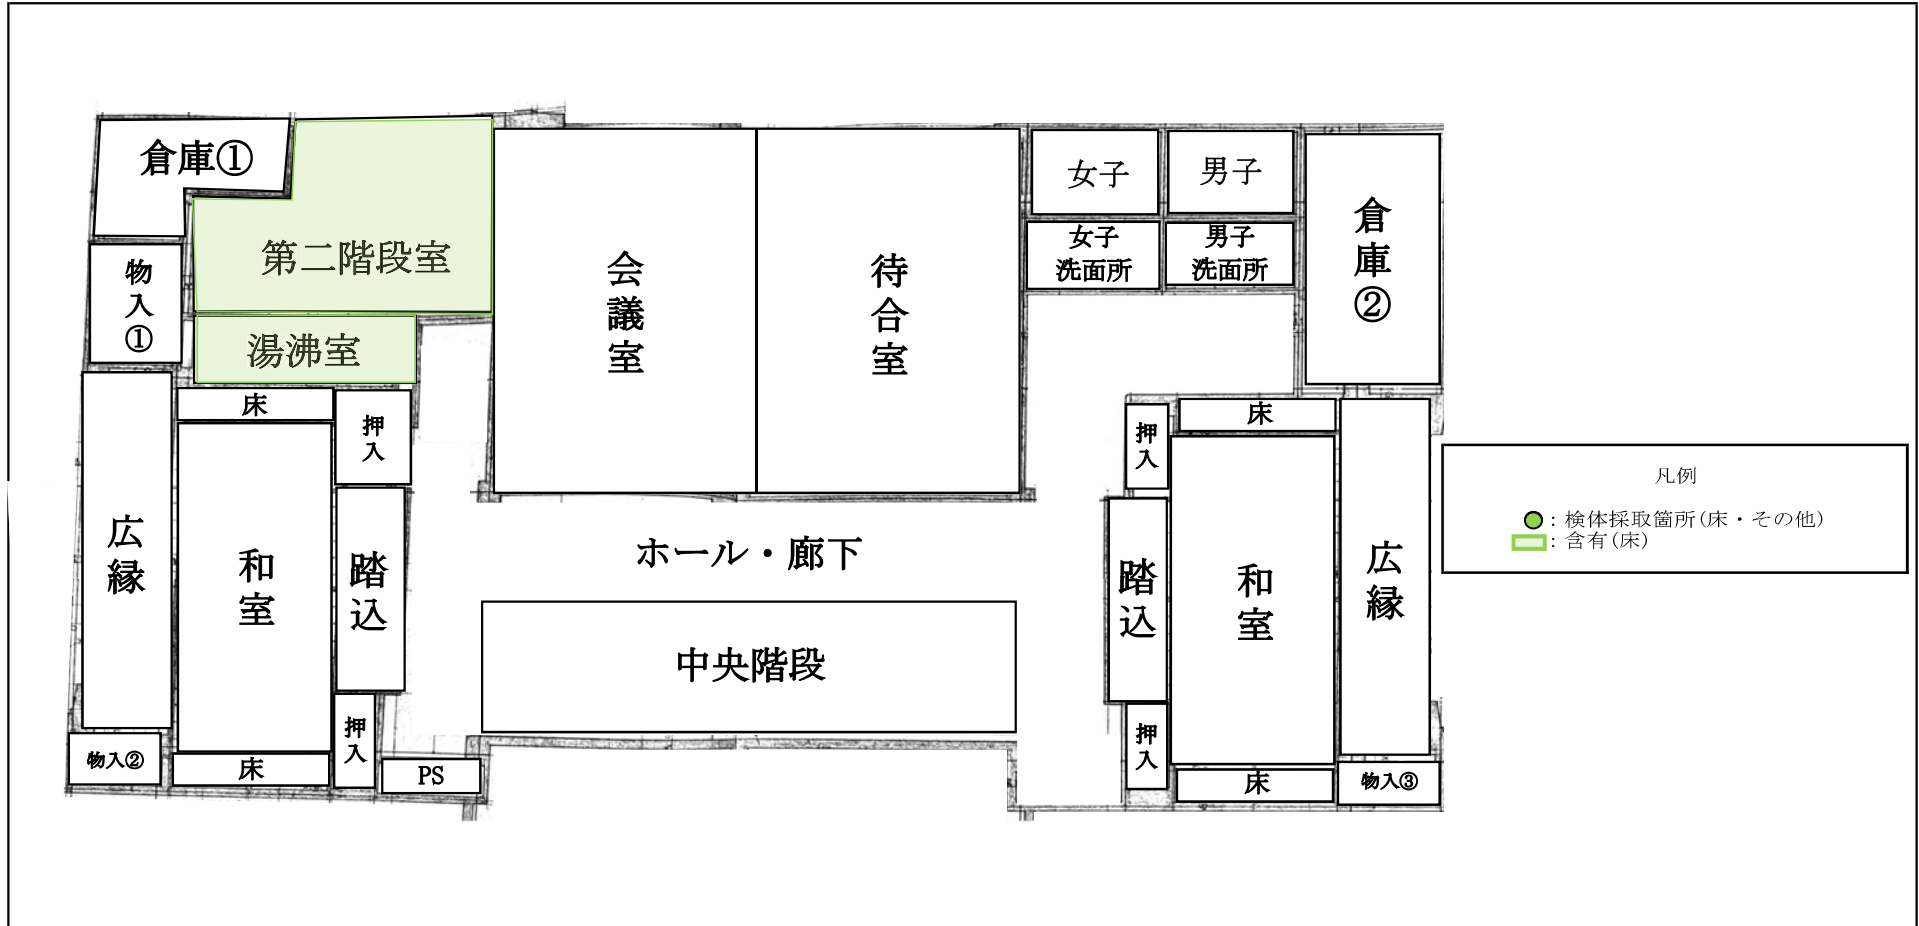 倉庫①
第二階段室
物入①
湯沸室
会議室
待合室
女子
男子
女子
洗面所
男子
洗面所
倉庫②
床
押入
広縁
和室
踏込
押入
物入②
床
PS
ホール・廊下
中央階段
床
押入
踏込
和室
広縁
押入
床
物入③
凡例
：検体採取箇所(床・その他)
：含有(床)